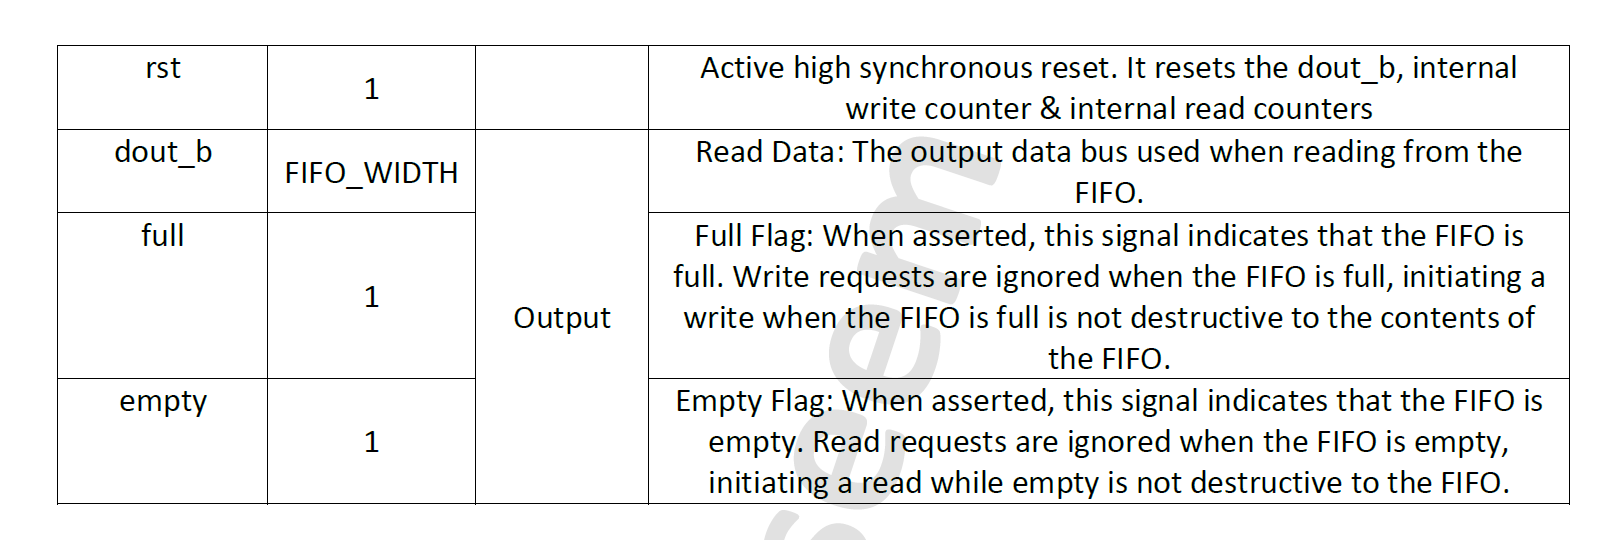 rst
1
Active high synchronous reset. It resets the dout_b, internal
write counter & internal read counters
dout_b
FIFO_WIDTH
Output
Read Data: The output data bus used when reading from the
FIFO.
full
1
Full Flag: When asserted, this signal indicates that the FIFO is
full. Write requests are ignored when the FIFO is full, initiating a
write when the FIFO is full is not destructive to the contents of
the FIFO.
empty
1
Empty Flag: When asserted, this signal indicates that the FIFO is
empty. Read requests are ignored when the FIFO is empty,
initiating a read while empty is not destructive to the FIFO.
seem